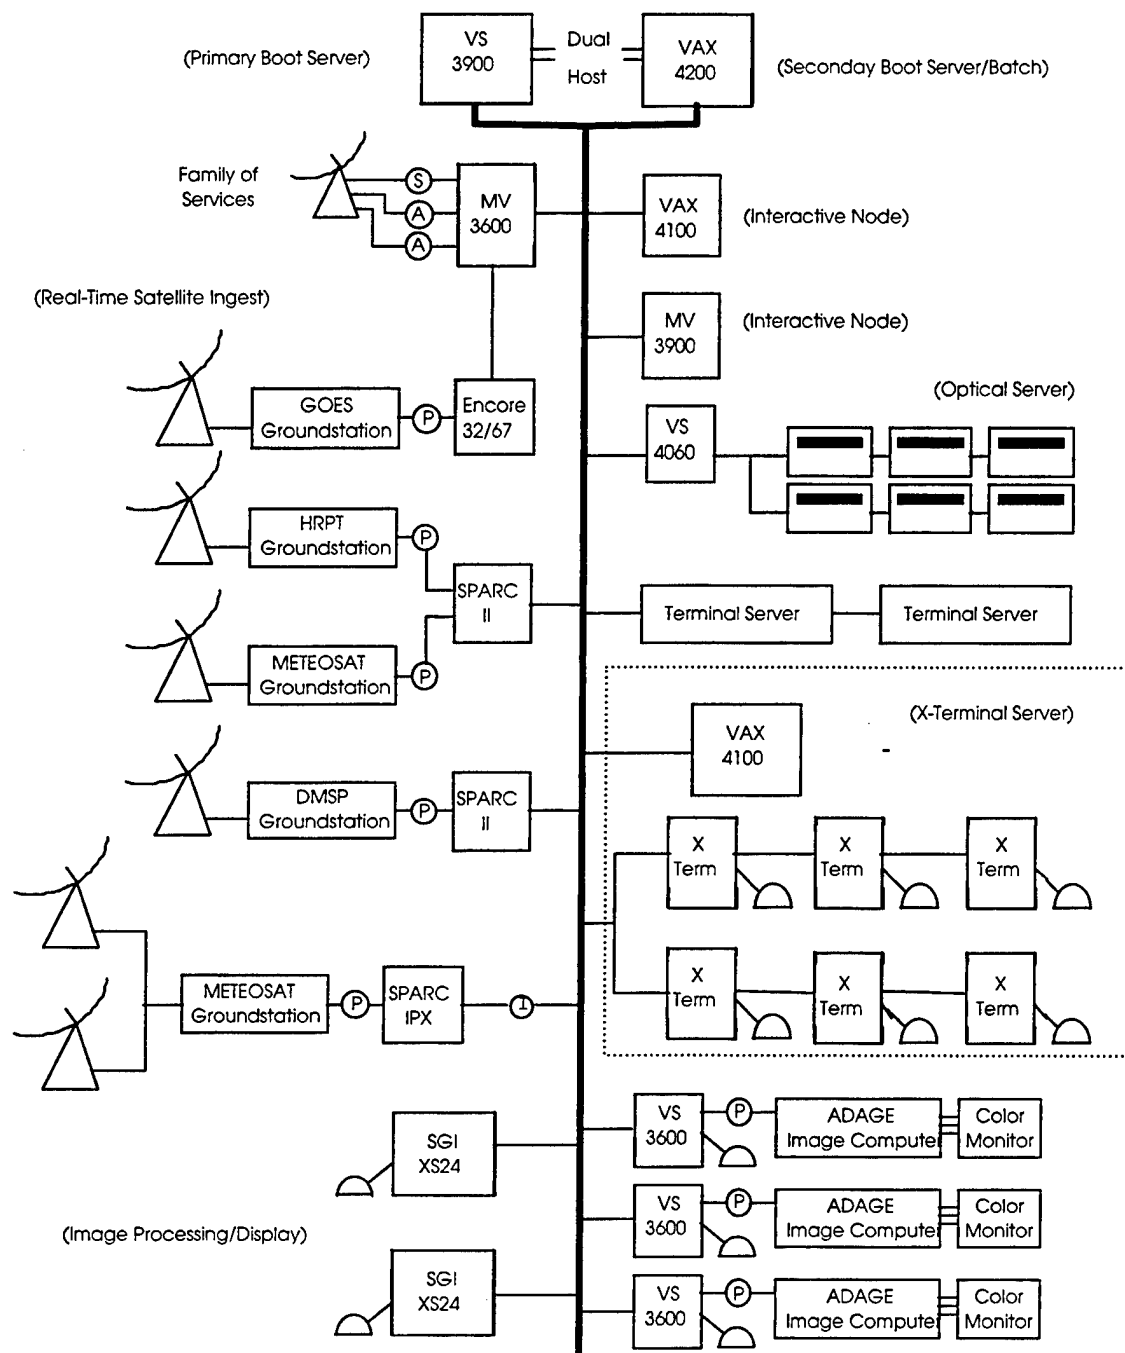 (Primary Boot Server)
VS
3900
Dual
Host
VAX
4200
(Seconday Boot Server/Batch)
Family of
Services
S
A
A
MV
3600
VAX
4100
(Interactive Node)
(Real-Time Satellite Ingest)
MV
3900
(Interactive Node)
GOES
Groundstation
P
Encore
32/67
VS
4060
(Optical Server)
HRPT
Groundstation
P
SPARC
II
METEOSAT
Groundstation
P
Terminal Server
Terminal Server
(X-Terminal Server)
VAX
4100
DMSP
Groundstation
P
SPARC
II
X
Term
X
Term
X
Term
X
Term
X
Term
X
Term
METEOSAT
Groundstation
P
SPARC
IPX
I
SGI
XS24
VS
3600
P
ADAGE
Image Computer
Color
Monitor
(Image Processing/Display)
VS
3600
P
ADAGE
Image Computer
Color
Monitor
SGI
XS24
VS
3600
P
ADAGE
Image Computer
Color
Monitor